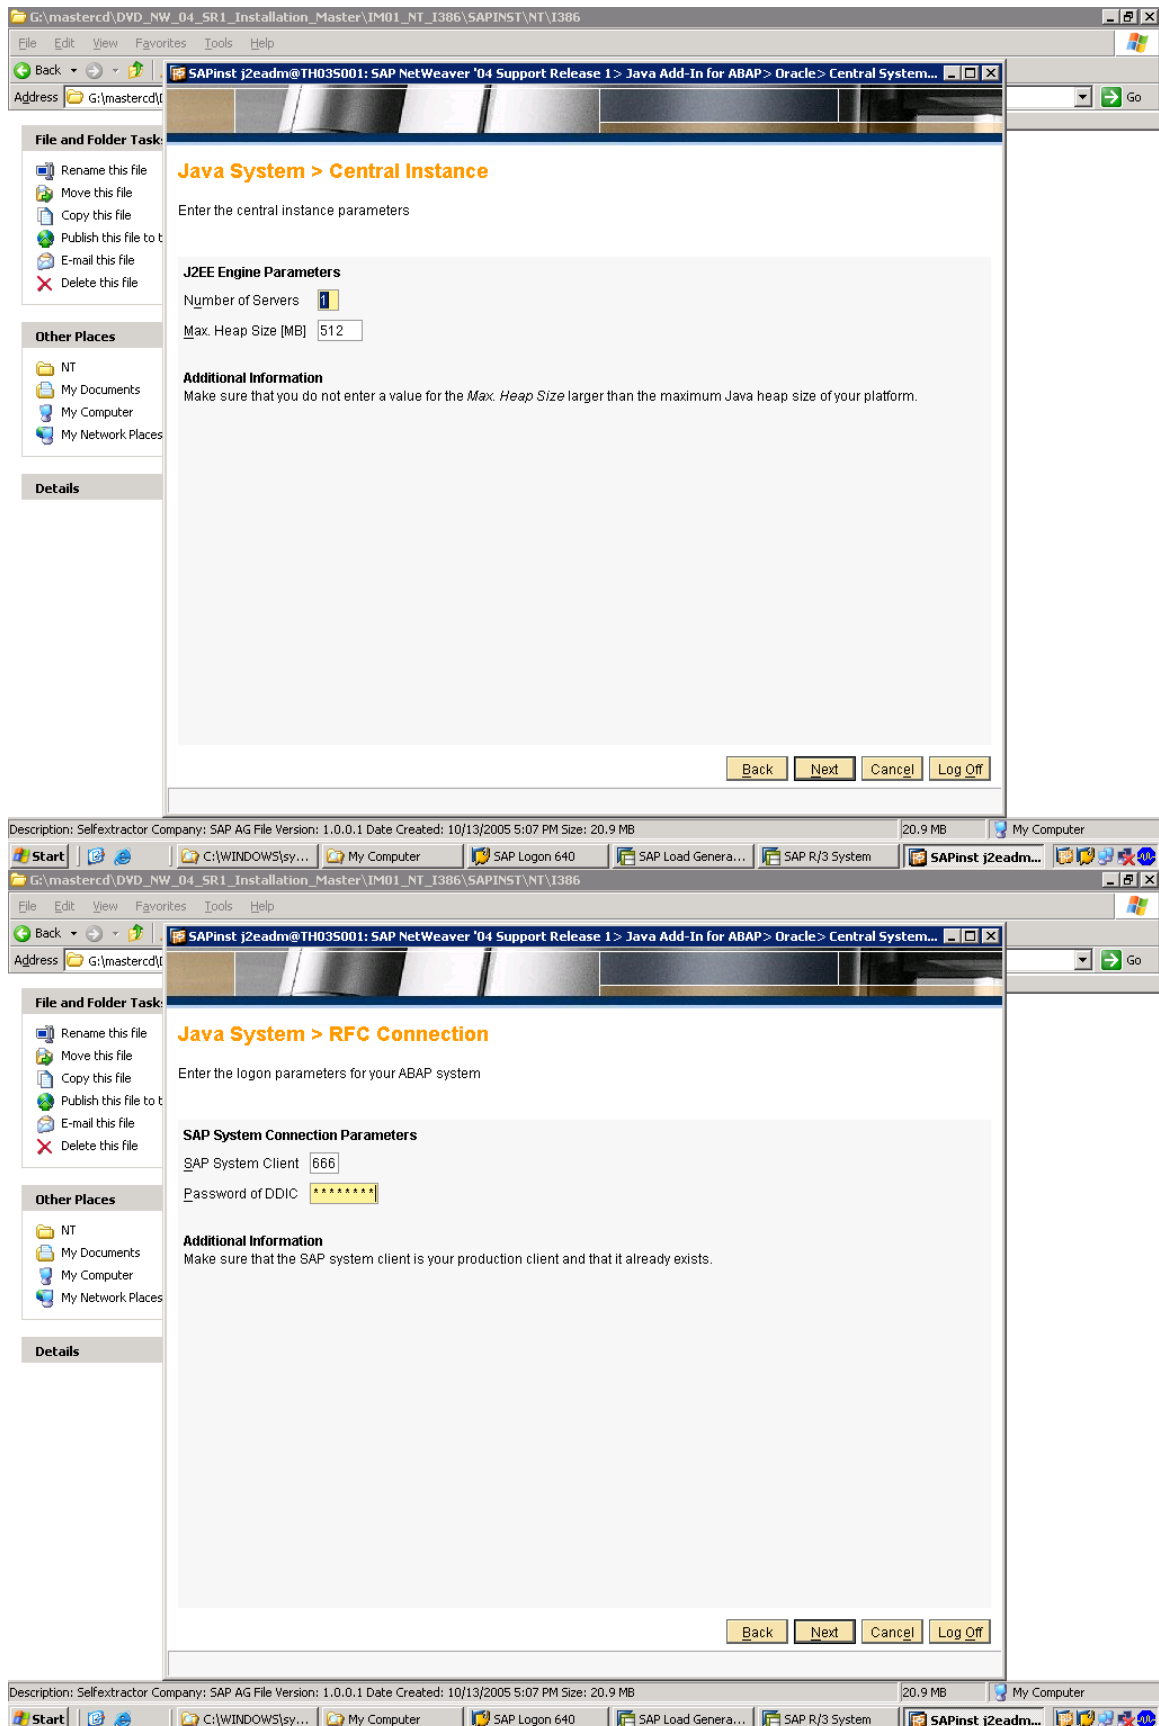 G:\mastercd\DVD_NW_04_SR1_Installation_Master\IM01_NT_I386\SAPINST\NT\I386
File Edit View Favorites Tools Help
Back
SAPinst j2eadm@TH03S001: SAP NetWeaver '04 Support Release 1> Java Add-In for ABAP> Oracle> Central System...
Address G:\mastercd\
Go
File and Folder Task
Rename this file
Move this file
Copy this file
Publish this file to t
E-mail this file
Delete this file
Other Places
NT
My Documents
My Computer
My Network Places
Details
Java System > Central Instance
Enter the central instance parameters
J2EE Engine Parameters
Number of Servers 1
Max. Heap Size [MB] 512
Additional Information
Make sure that you do not enter a value for the Max. Heap Size larger than the maximum Java heap size of your platform.
Back Next Cancel Log Off
Description: Selfextractor Company: SAP AG File Version: 1.0.0.1 Date Created: 10/13/2005 5:07 PM Size: 20.9 MB
20.9 MB
My Computer
Start C:\WINDOWS\sy... My Computer SAP Logon 640 SAP Load Genera... SAP R/3 System SAPinst j2eadm...
G:\mastercd\DVD_NW_04_SR1_Installation_Master\IM01_NT_I386\SAPINST\NT\I386
File Edit View Favorites Tools Help
Back
SAPinst j2eadm@TH03S001: SAP NetWeaver '04 Support Release 1> Java Add-In for ABAP> Oracle> Central System...
Address G:\mastercd\
Go
File and Folder Task
Rename this file
Move this file
Copy this file
Publish this file to t
E-mail this file
Delete this file
Other Places
NT
My Documents
My Computer
My Network Places
Details
Java System > RFC Connection
Enter the logon parameters for your ABAP system
SAP System Connection Parameters
SAP System Client 666
Password of DDIC ********
Additional Information
Make sure that the SAP system client is your production client and that it already exists.
Back Next Cancel Log Off
Description: Selfextractor Company: SAP AG File Version: 1.0.0.1 Date Created: 10/13/2005 5:07 PM Size: 20.9 MB
20.9 MB
My Computer
Start C:\WINDOWS\sy... My Computer SAP Logon 640 SAP Load Genera... SAP R/3 System SAPinst j2eadm...